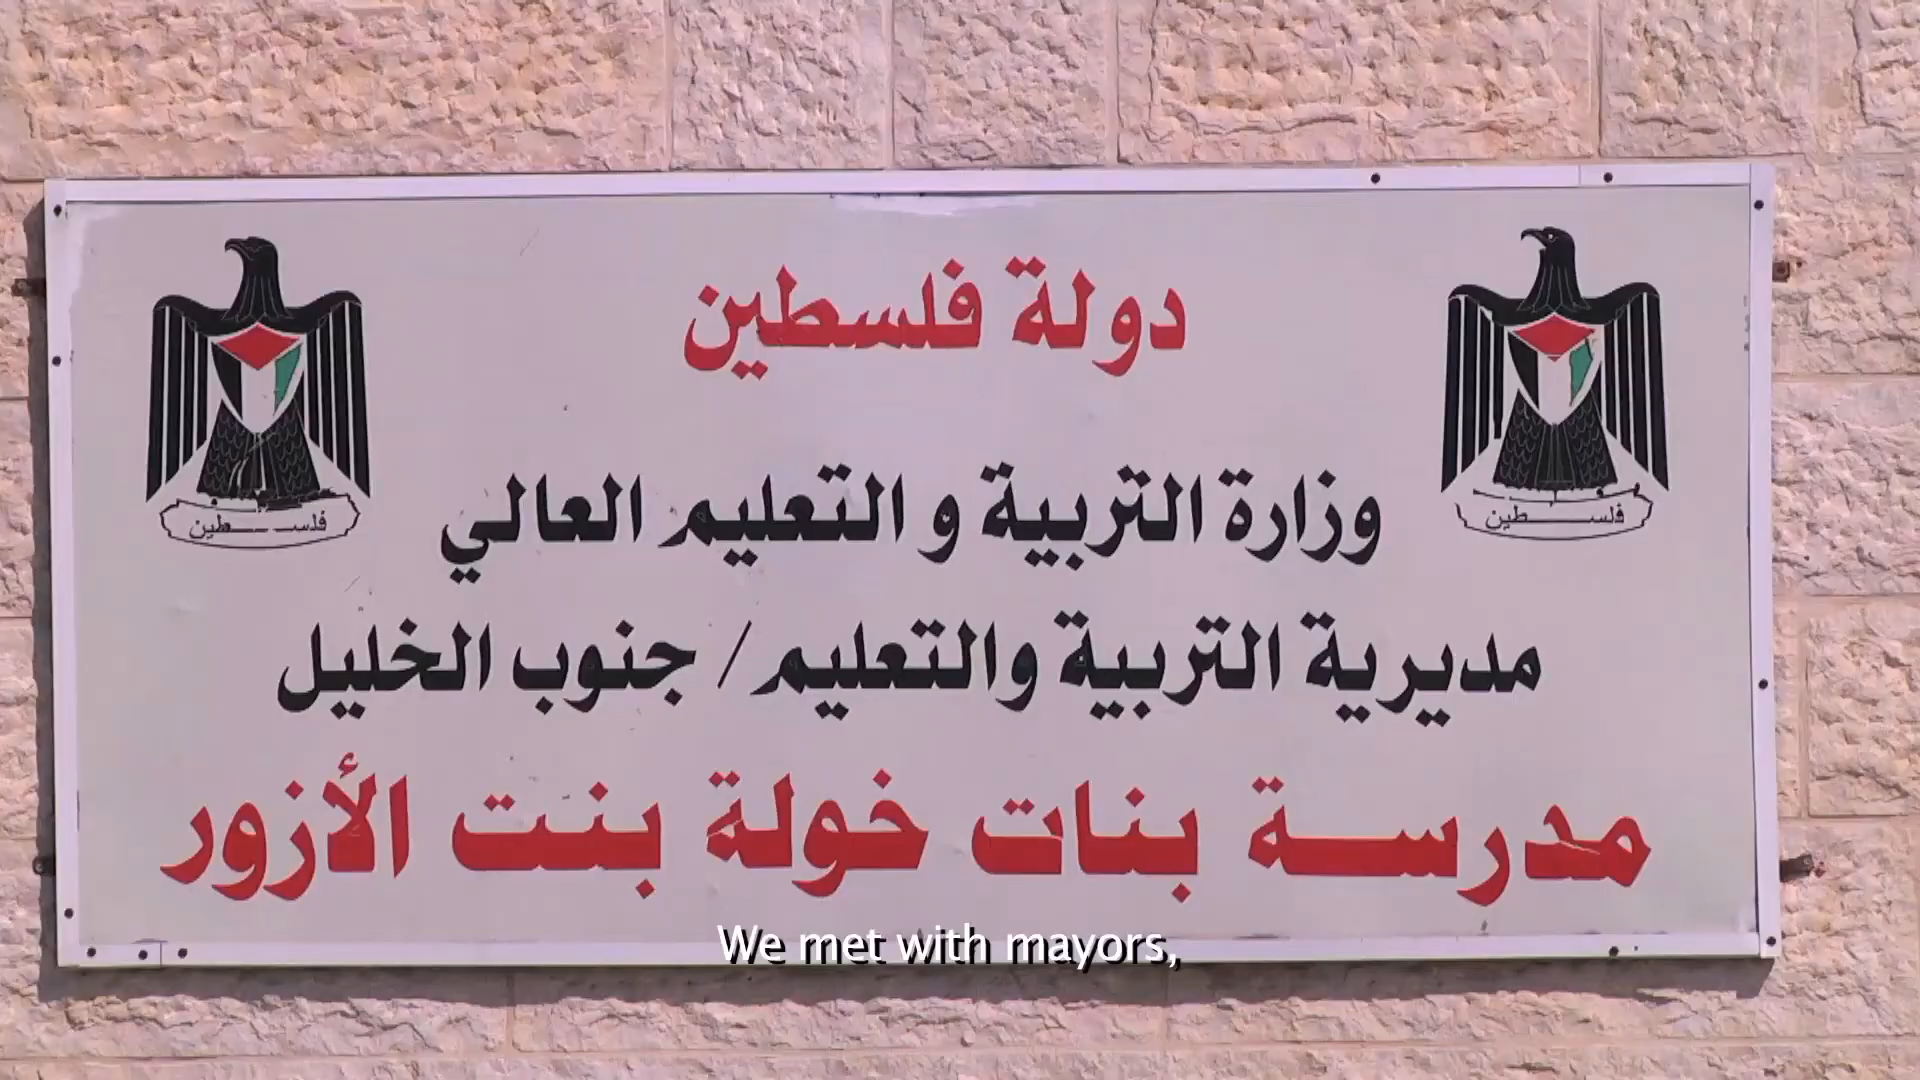 دولة فلسطين
وزارة التربية و التعليم العالي
فلسطين
فلسطين
مديرية التربية والتعليم/ جنوب الخليل
مدرسة بنات خولة بنت الأزور
We met with mayors,